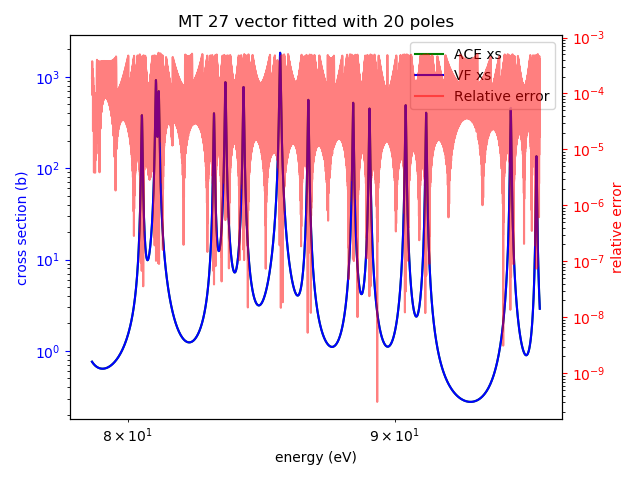 MT 27 vector fitted with 20 poles
ACE xs
VF xs
Relative error
cross section (b)
10³
10²
10¹
10⁰
relative error
10⁻³
10⁻⁴
10⁻⁵
10⁻⁶
10⁻⁷
10⁻⁸
10⁻⁹
8 × 10¹
9 × 10¹
energy (eV)